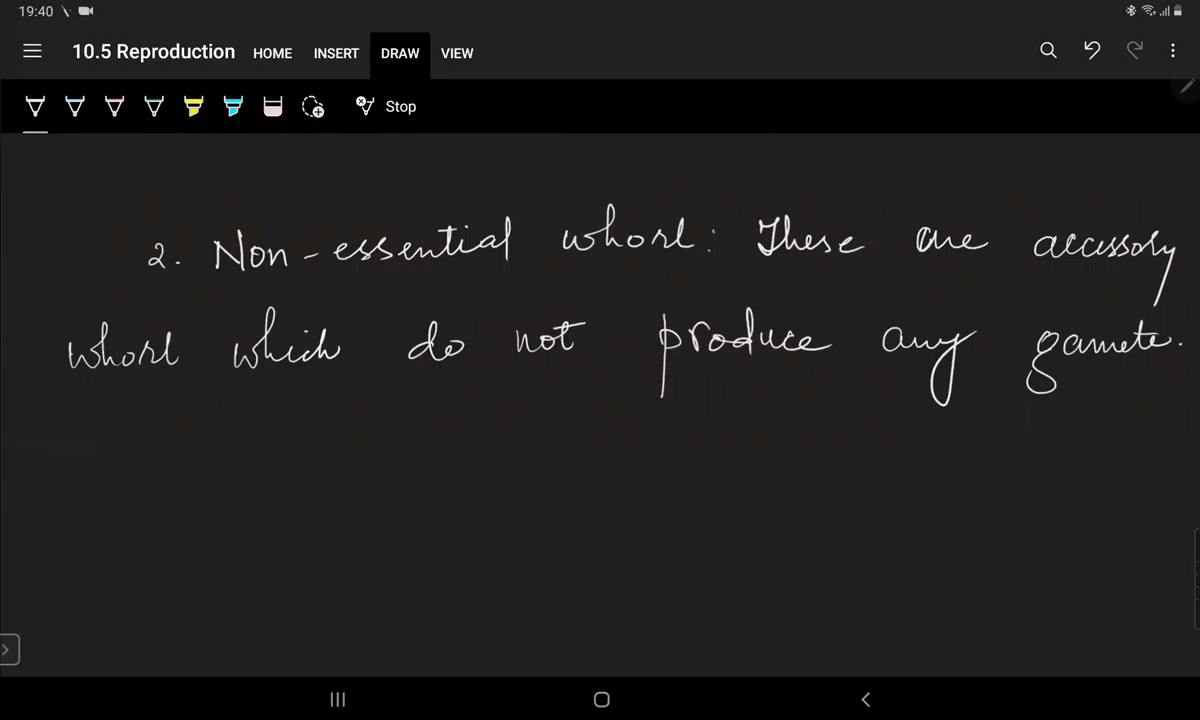 19:40
10.5 Reproduction HOME INSERT DRAW VIEW
Stop
2. Non-essential whorl: These are accessory
whorl which do not produce any gamete.